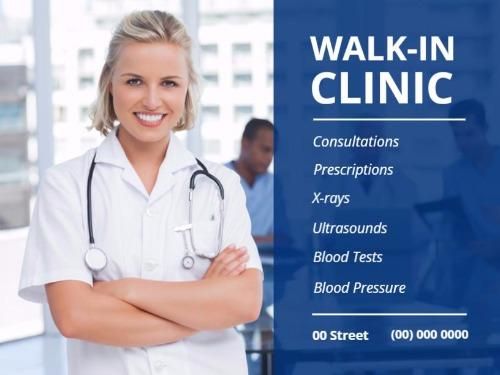 WALK-IN
CLINIC
Consultations
Prescriptions
X-rays
Ultrasounds
Blood Tests
Blood Pressure
00 Street (00) 000 0000